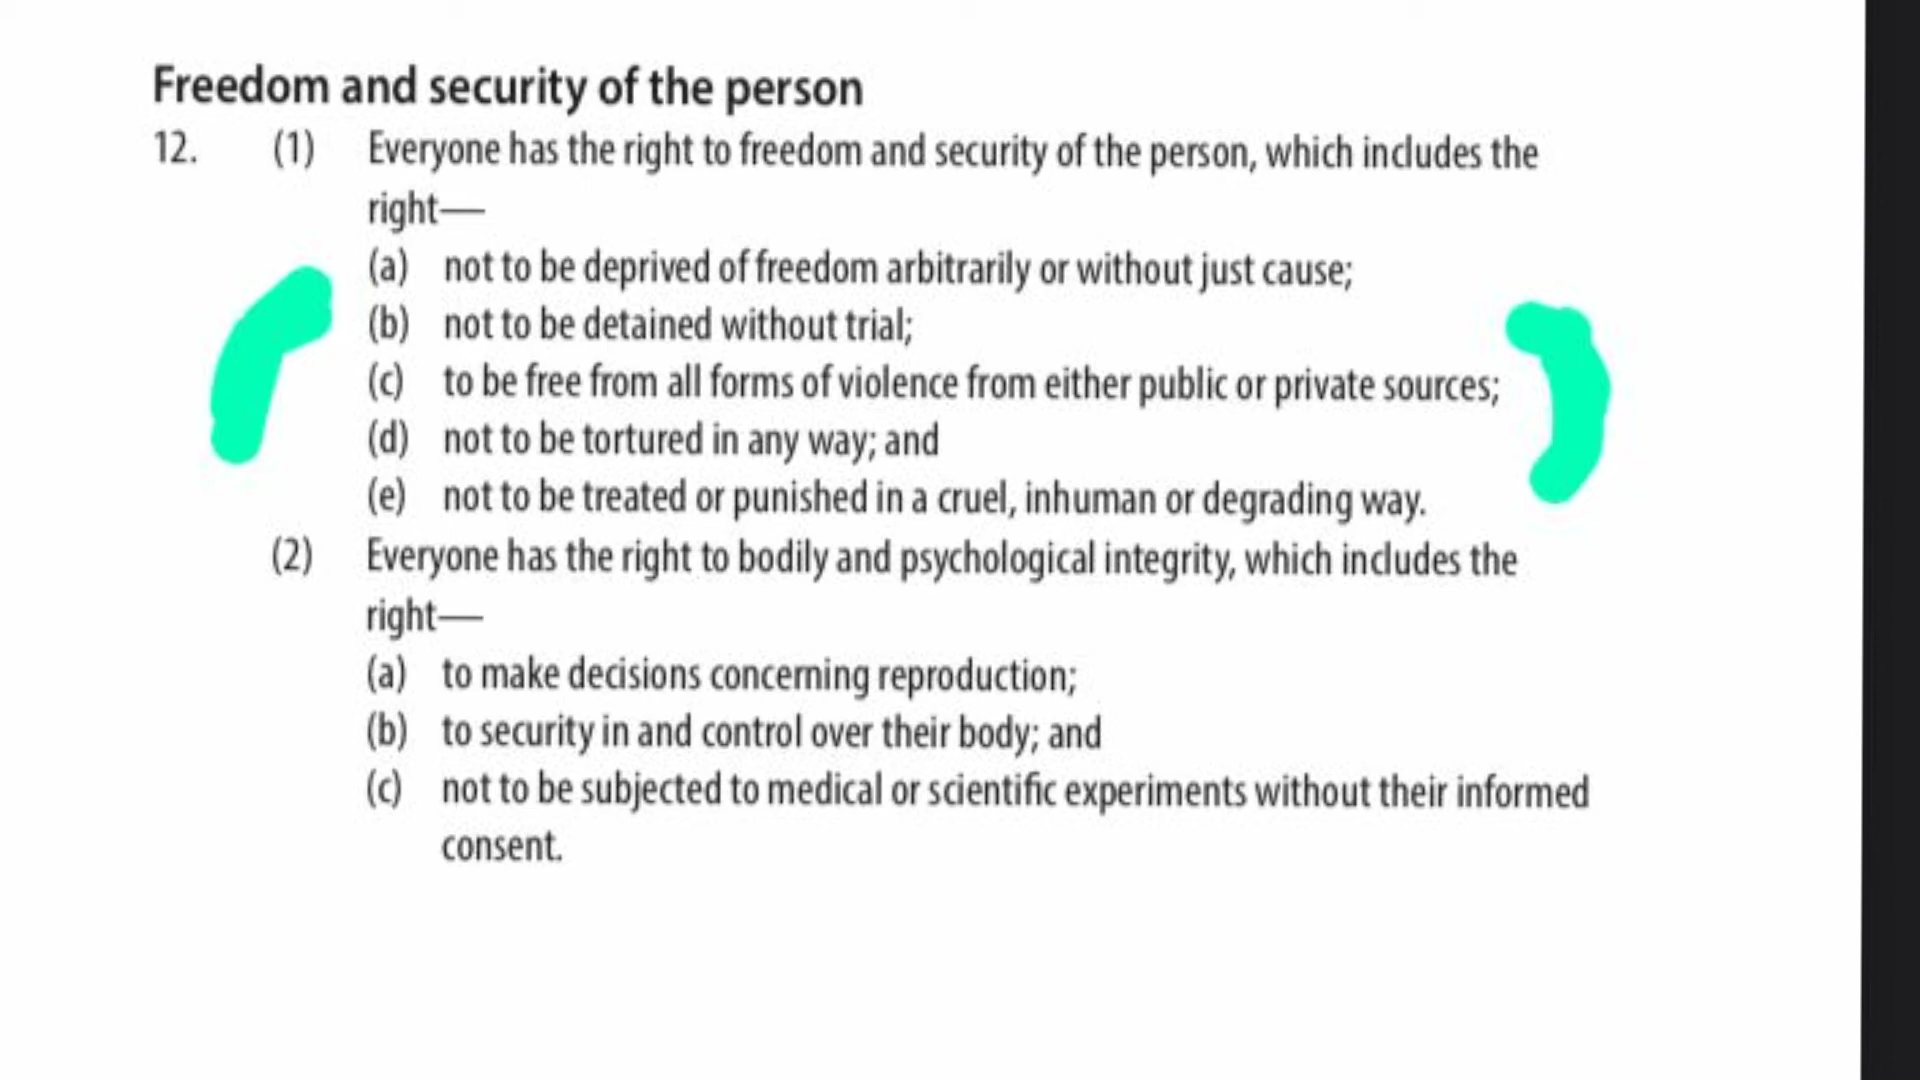 Freedom and security of the person
12. (1) Everyone has the right to freedom and security of the person, which includes the
right—
(a) not to be deprived of freedom arbitrarily or without just cause;
(b) not to be detained without trial;
(c) to be free from all forms of violence from either public or private sources;
(d) not to be tortured in any way; and
(e) not to be treated or punished in a cruel, inhuman or degrading way.
(2) Everyone has the right to bodily and psychological integrity, which includes the
right—
(a) to make decisions concerning reproduction;
(b) to security in and control over their body; and
(c) not to be subjected to medical or scientific experiments without their informed
consent.